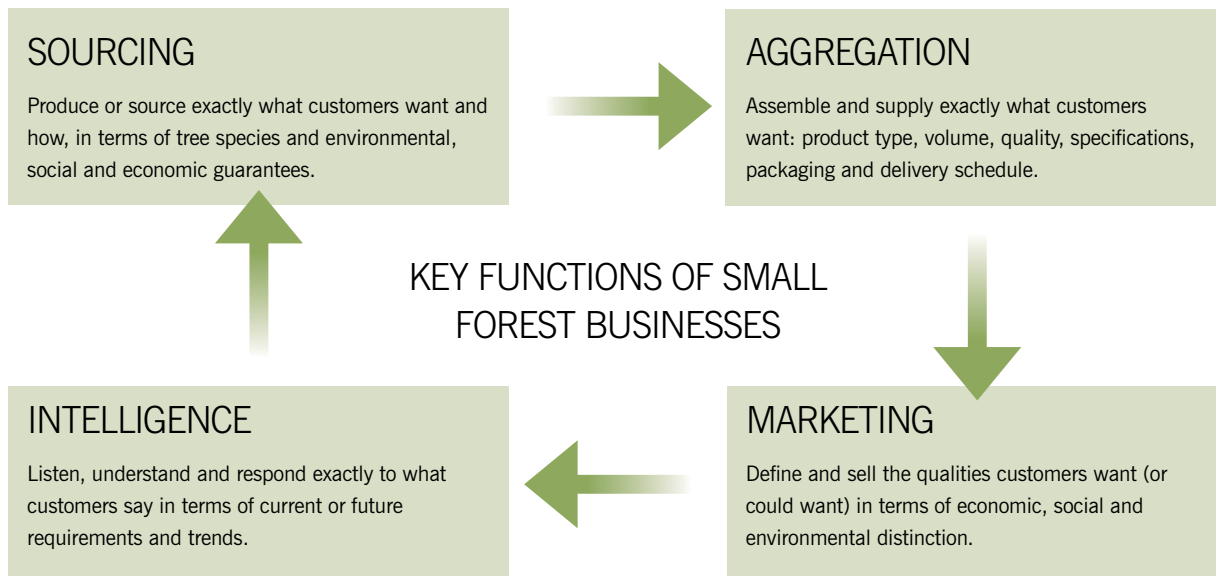 SOURCING
Produce or source exactly what customers want and
how, in terms of tree species and environmental,
social and economic guarantees.
AGGREGATION
Assemble and supply exactly what customers
want: product type, volume, quality, specifications,
packaging and delivery schedule.
KEY FUNCTIONS OF SMALL
FOREST BUSINESSES
INTELLIGENCE
Listen, understand and respond exactly to what
customers say in terms of current or future
requirements and trends.
MARKETING
Define and sell the qualities customers want (or
could want) in terms of economic, social and
environmental distinction.